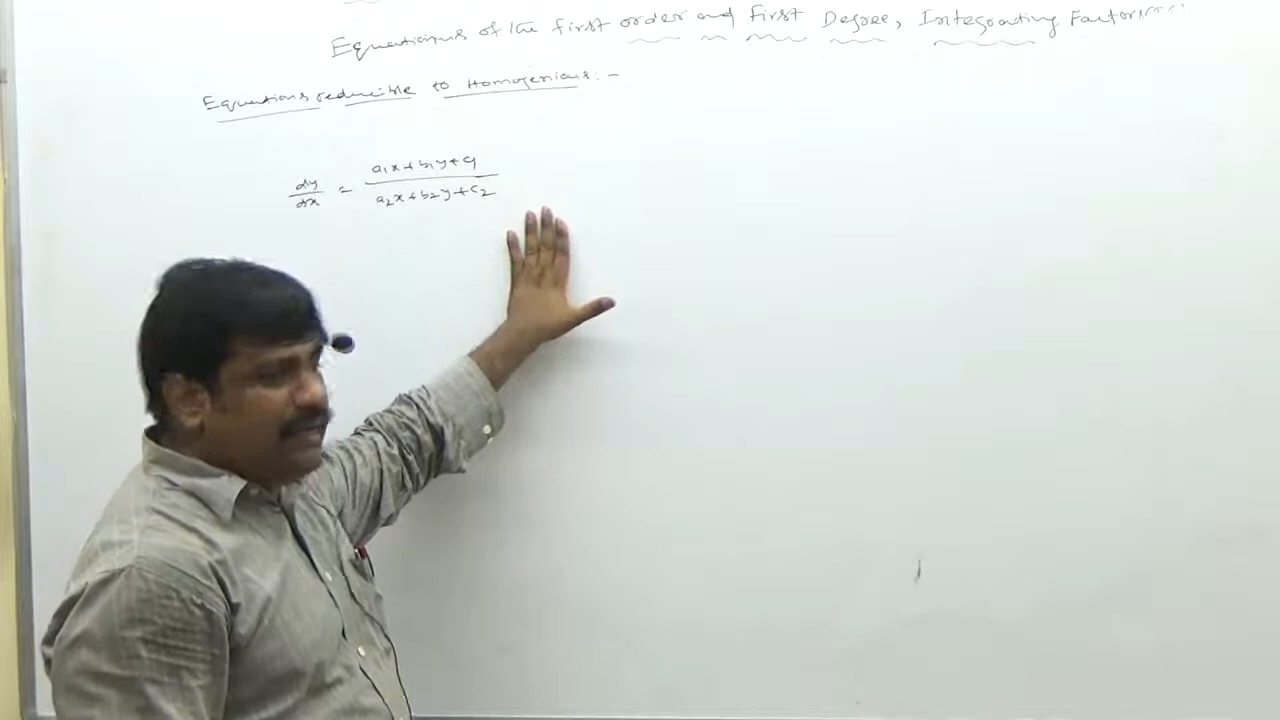 Equations of the first order and First Degree, Integrating Factor
Equations reducible to Homogenious:-
dy/dx = a₁x+b₁y+c₁/a₂x+b₂y+c₂